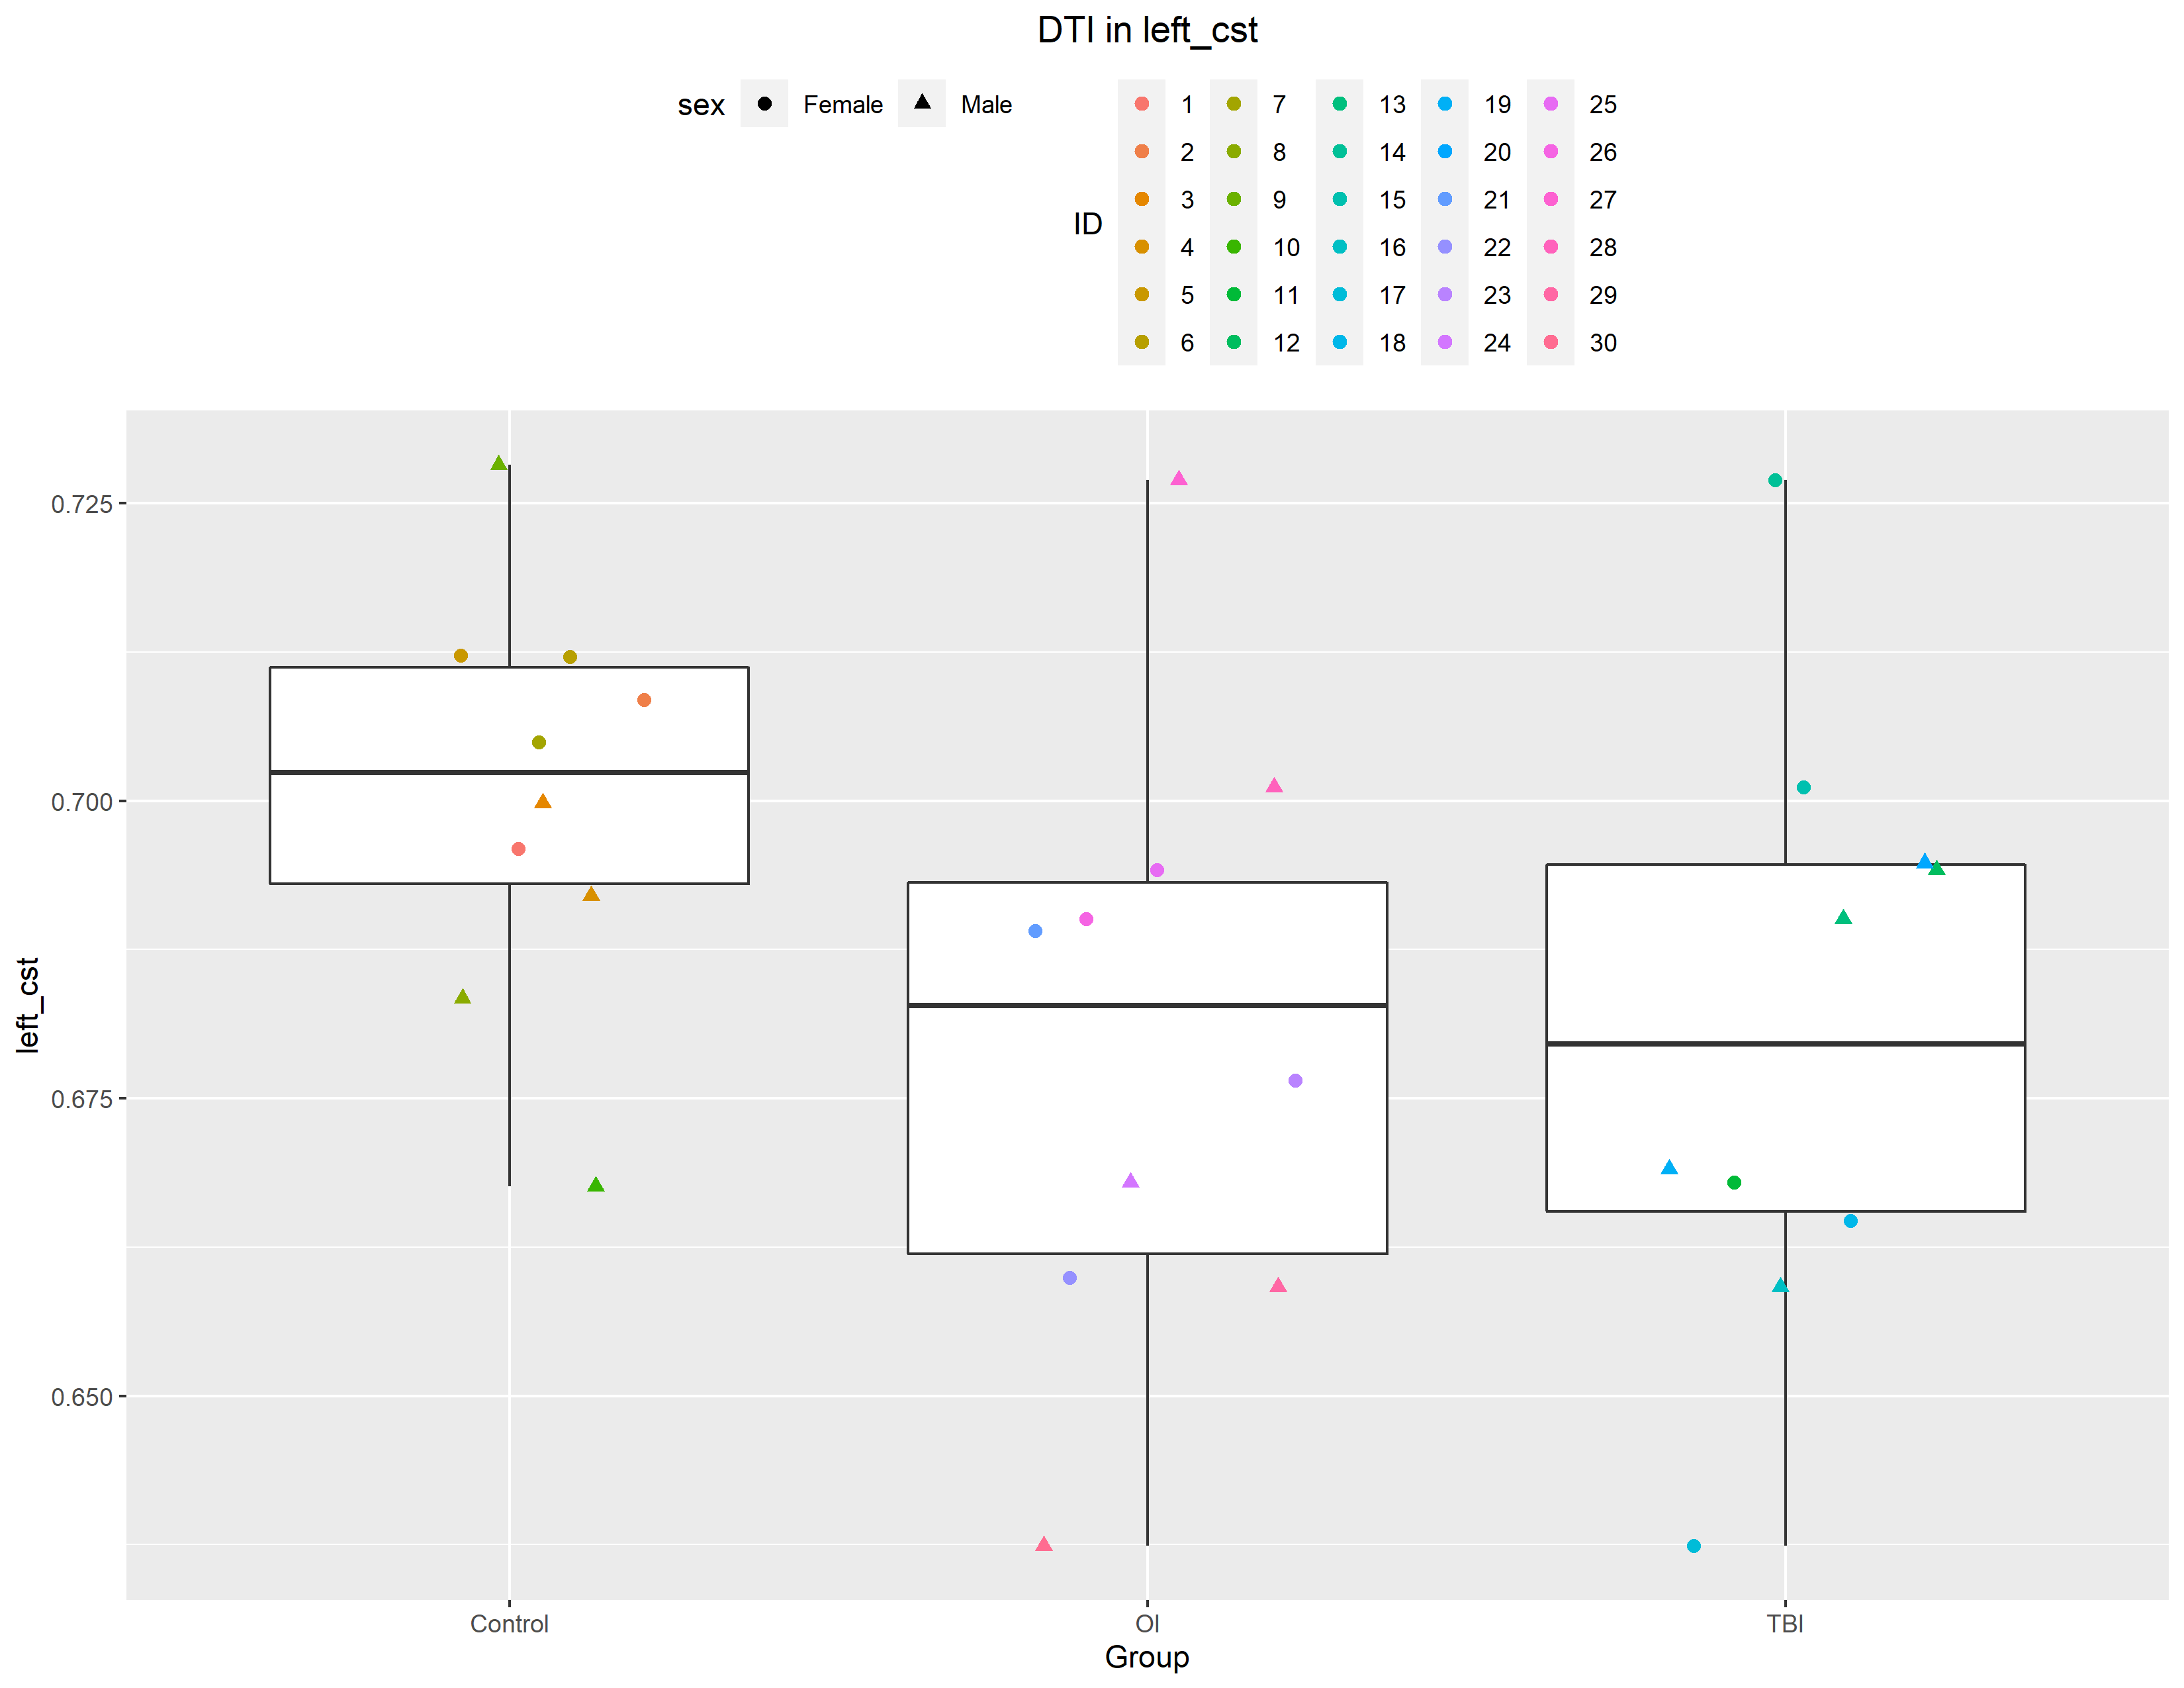 DTI in left_cst
sex Female Male
ID
1 7 13 19 25
2 8 14 20 26
3 9 15 21 27
4 10 16 22 28
5 11 17 23 29
6 12 18 24 30
left_cst
0.725
0.700
0.675
0.650
Control OI TBI
Group